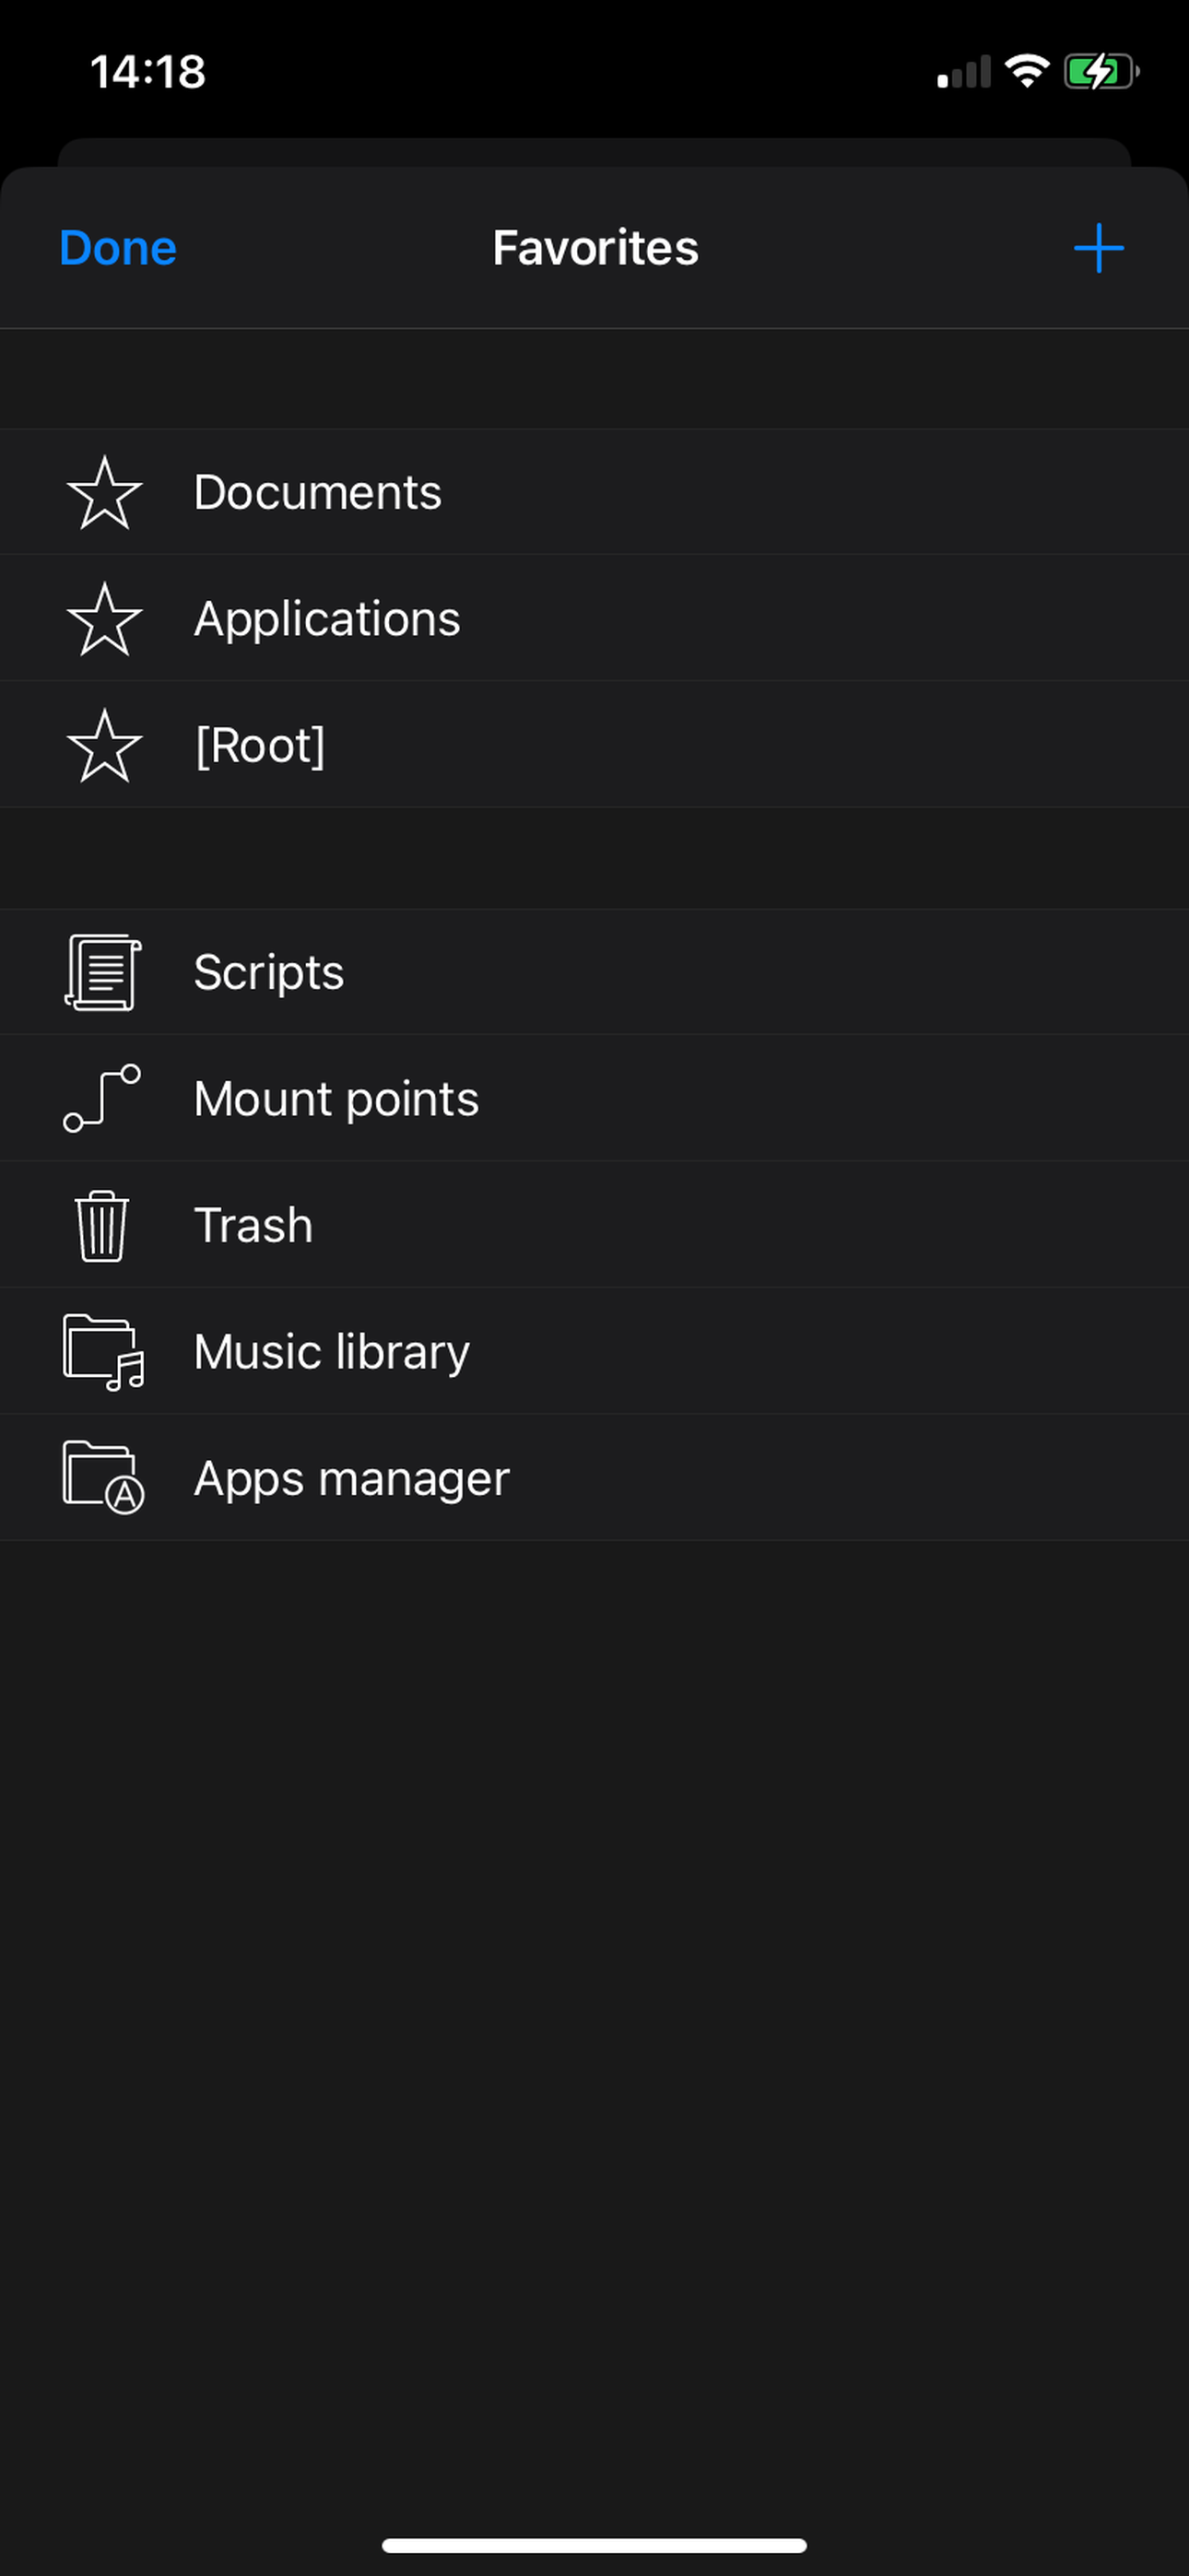 14:18
Done Favorites
Documents
Applications
[Root]
Scripts
Mount points
Trash
Music library
Apps manager